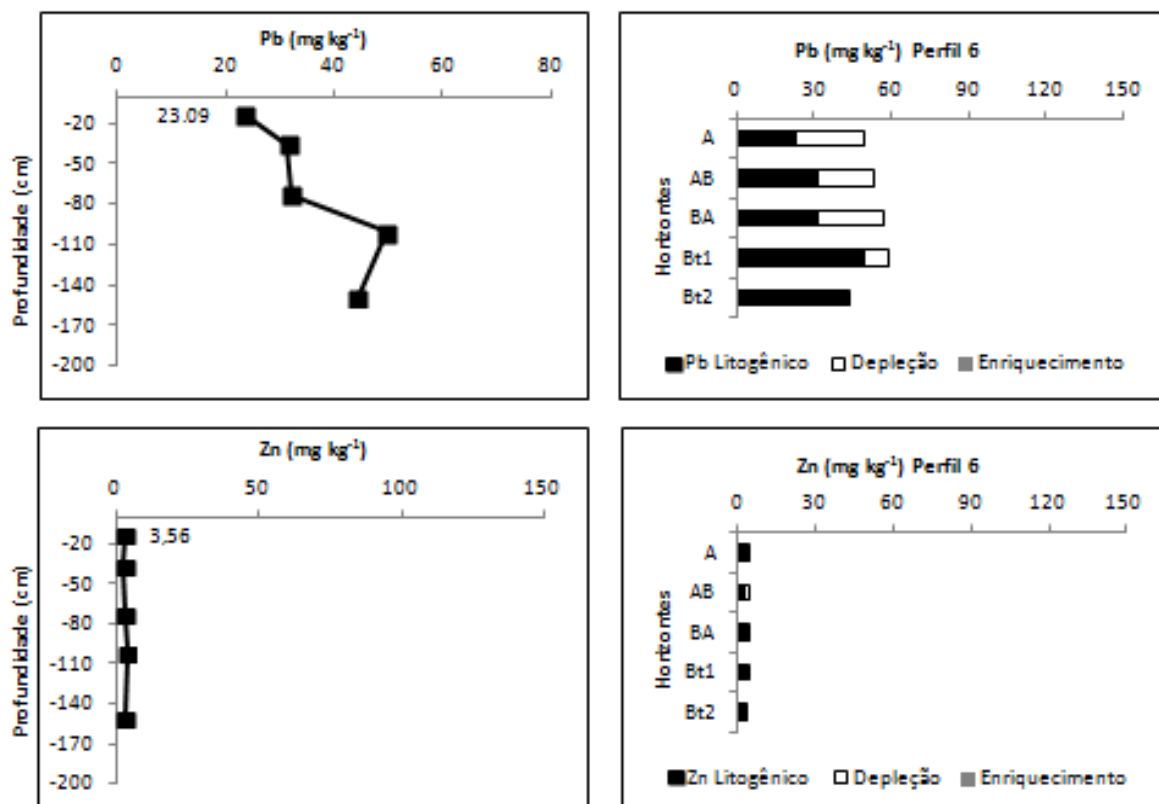 Pb (mg kg⁻¹)
0 20 40 60 80
23.09
-20
-50
-80
-110
-140
-170
-200
Profundidade (cm)
Pb (mg kg⁻¹) Perfil 6
0 30 60 90 120 150
A
AB
BA
Bt1
Bt2
Horizontes
Pb Litogênico Depleção Enriquecimento
Zn (mg kg⁻¹)
0 50 100 150
3,56
-20
-50
-80
-110
-140
-170
-200
Profundidade (cm)
Zn (mg kg⁻¹) Perfil 6
0 30 60 90 120 150
A
AB
BA
Bt1
Bt2
Horizontes
Zn Litogênico Depleção Enriquecimento